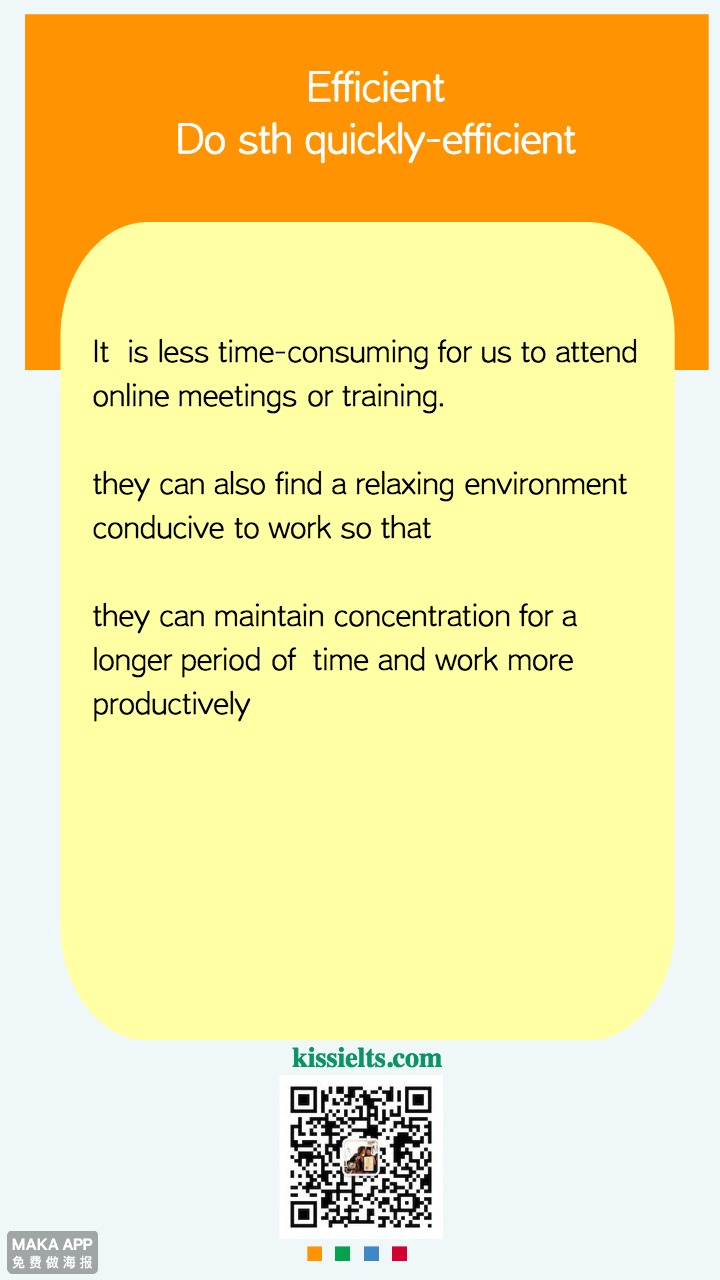 Efficient
Do sth quickly-efficient
It  is less time-consuming for us to attend
online meetings or training.
they can also find a relaxing environment
conducive to work so that
they can maintain concentration for a
longer period of  time and work more
productively
kissielts.com
MAKA APP
免费做海报